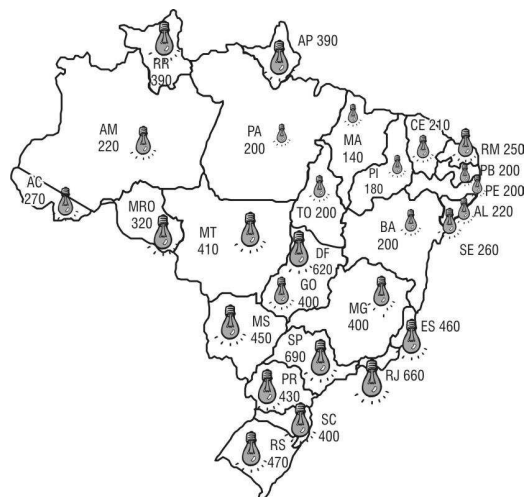 AP 390
RR
390
AM
220
PA
200
MA
140
CE 210
RM 250
PB 200
PE 200
AL 220
SE 260
PI
180
AC
270
MRO
320
TO 200
BA
200
MT
410
DF
620
GO
400
MG
400
MS
450
ES 460
SP
690
RJ 660
PR
430
SC
400
RS
470